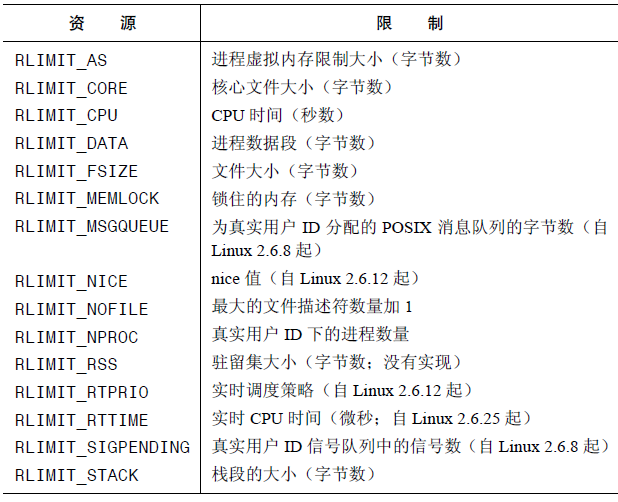 资 源 限 制
RLIMIT_AS 进程虚拟内存限制大小（字节数）
RLIMIT_CORE 核心文件大小（字节数）
RLIMIT_CPU CPU 时间（秒数）
RLIMIT_DATA 进程数据段（字节数）
RLIMIT_FSIZE 文件大小（字节数）
RLIMIT_MEMLOCK 锁住的内存（字节数）
RLIMIT_MSGQUEUE 为真实用户 ID 分配的 POSIX 消息队列的字节数（自
Linux 2.6.8 起）
RLIMIT_NICE nice 值（自 Linux 2.6.12 起）
RLIMIT_NOFILE 最大的文件描述符数量加 1
RLIMIT_NPROC 真实用户 ID 下的进程数量
RLIMIT_RSS 驻留集大小（字节数；没有实现）
RLIMIT_RTPRIO 实时调度策略（自 Linux 2.6.12 起）
RLIMIT_RTTIME 实时 CPU 时间（微秒；自 Linux 2.6.25 起）
RLIMIT_SIGPENDING 真实用户 ID 信号队列中的信号数（自 Linux 2.6.8 起）
RLIMIT_STACK 栈段的大小（字节数）